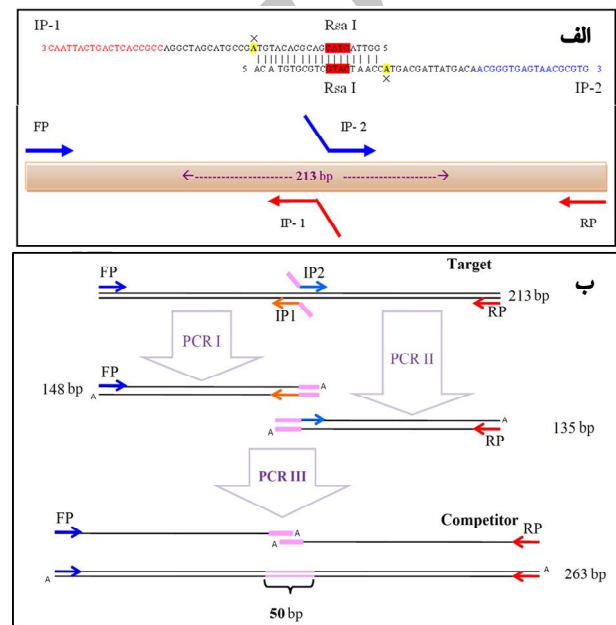 IP-1
Rsa I
الف
×
3CAATTACTGACTCACCGCCAGGCTAGCATGCCGATGTACACGCAGCATGATTGG 5
5 ACATGTGCGTCGTACTAACCATGACGATTATGACAACGGGTGAGTAACGCGTG 3
Rsa I
×
IP-2
FP
IP-2
213 bp
IP-1
RP
ب
FP
IP2
Target
213 bp
IP1
RP
PCR I
PCR II
148 bp
FP
A
A
A
135 bp
A
RP
PCR III
FP
Competitor
RP
A
A
A
263 bp
A
50 bp